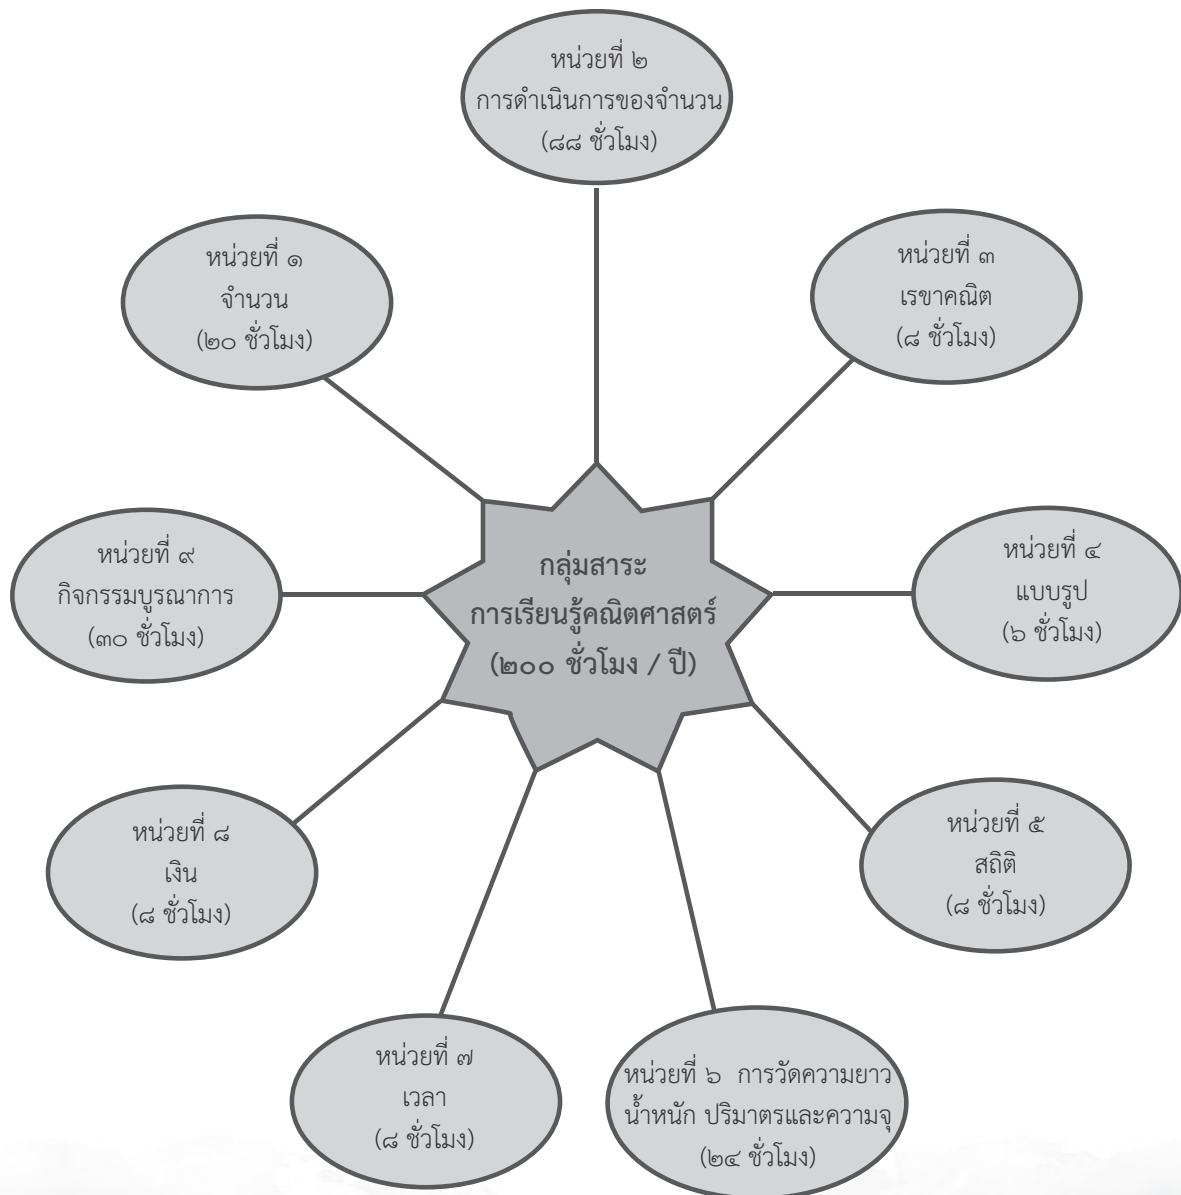 หน่วยที่ ๒
การดำเนินการของจำนวน
(๘๘ ชั่วโมง)
หน่วยที่ ๑
จำนวน
(๒๐ ชั่วโมง)
หน่วยที่ ๓
เรขาคณิต
(๘ ชั่วโมง)
หน่วยที่ ๙
กิจกรรมบูรณาการ
(๓๐ ชั่วโมง)
กลุ่มสาระ
การเรียนรู้คณิตศาสตร์
(๒๐๐ ชั่วโมง / ปี)
หน่วยที่ ๔
แบบรูป
(๖ ชั่วโมง)
หน่วยที่ ๘
เงิน
(๘ ชั่วโมง)
หน่วยที่ ๕
สถิติ
(๘ ชั่วโมง)
หน่วยที่ ๗
เวลา
(๘ ชั่วโมง)
หน่วยที่ ๖ การวัดความยาว
น้ำหนัก ปริมาตรและความจุ
(๒๔ ชั่วโมง)